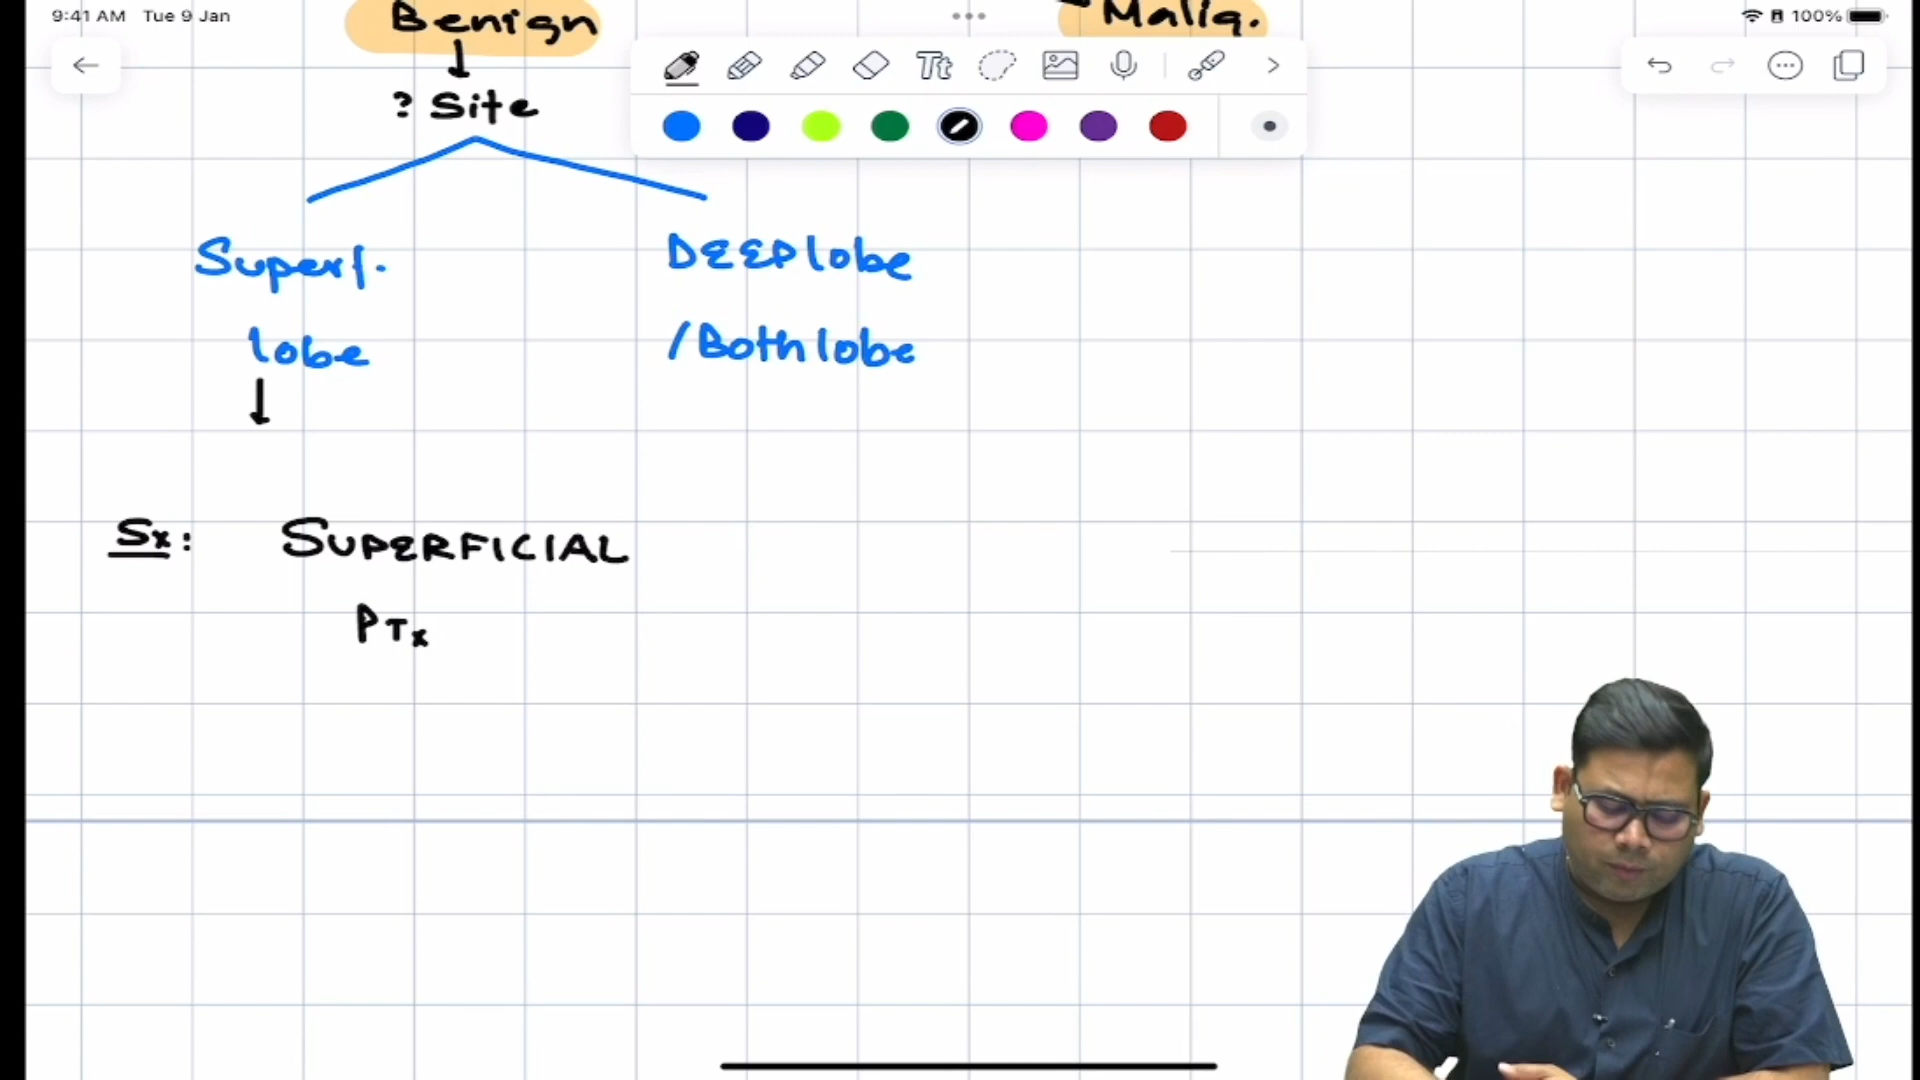 9:41 AM Tue 9 Jan
100%
Benign
Malig.
Tt
? Site
Superf.
lobe
DEEP lobe
/Both lobe
Sx: SUPERFICIAL
PTx